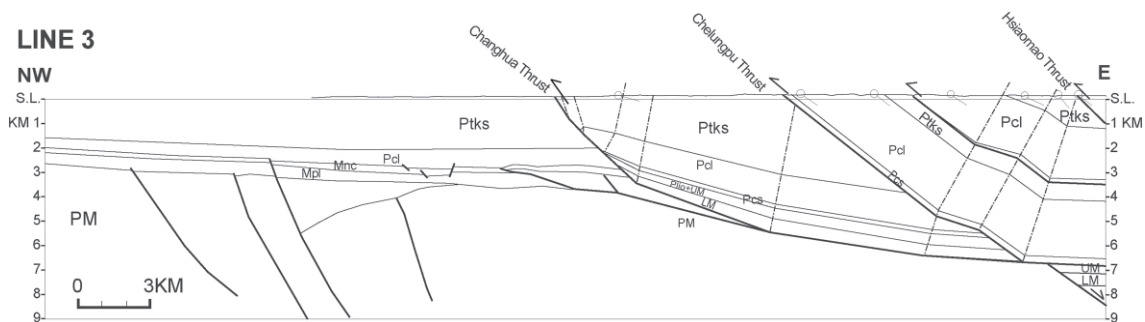 LINE 3
NW
E
Changhua Thrust
Chelungpu Thrust
Hsiaomao Thrust
S.L.
S.L.
KM 1
1 KM
2
2
3
3
4
4
5
5
6
6
7
7
8
8
9
9
Ptks
Ptks
Ptks
Pcl
Ptks
Pcl
Pcl
Pcs
Pcl
Mnc
Mpl
Plio+UM
Pcs
LM
PM
PM
UM
LM
0 3KM